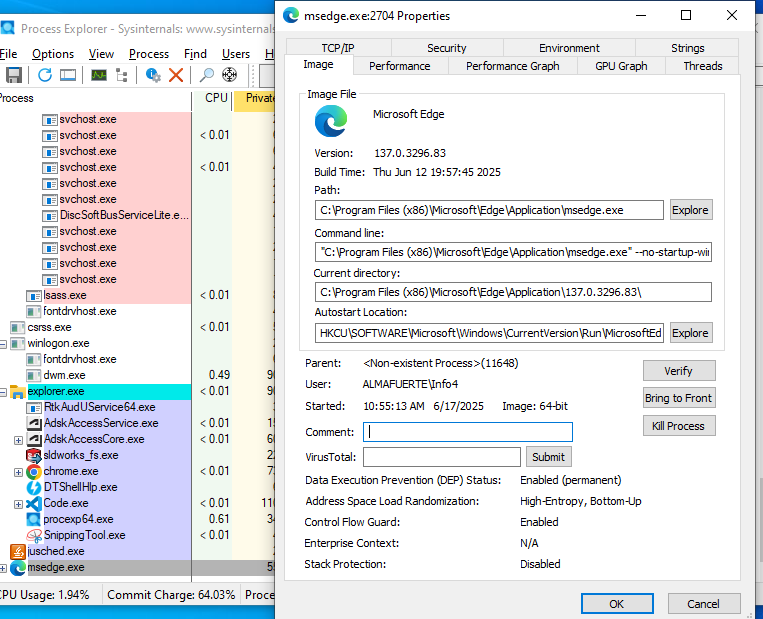 Process Explorer - Sysinternals: www.sysinternals
File Options View Process Find Users H
Process CPU Private
svchost.exe
svchost.exe < 0.01
svchost.exe
svchost.exe < 0.01
svchost.exe
svchost.exe
DiscSoftBusServiceLite.e...
svchost.exe
svchost.exe
svchost.exe
svchost.exe
lsass.exe < 0.01
fontdrvhost.exe
csrss.exe < 0.01
winlogon.exe
fontdrvhost.exe
dwm.exe 0.49
explorer.exe < 0.01
RtkAudUService64.exe
AdskAccessService.exe < 0.01
AdskAccessCore.exe < 0.01
sldworks_fs.exe
chrome.exe < 0.01
DTShellHlp.exe
Code.exe < 0.01
procexp64.exe 0.61
SnippingTool.exe < 0.01
jusched.exe
msedge.exe
CPU Usage: 1.94% Commit Charge: 64.03% Proce
msedge.exe:2704 Properties
TCP/IP Security Environment Strings
Image Performance Performance Graph GPU Graph Threads
Image File
Microsoft Edge
Version: 137.0.3296.83
Build Time: Thu Jun 12 19:57:45 2025
Path:
C:\Program Files (x86)\Microsoft\Edge\Application\msedge.exe Explore
Command line:
"C:\Program Files (x86)\Microsoft\Edge\Application\msedge.exe" --no-startup-wi
Current directory:
C:\Program Files (x86)\Microsoft\Edge\Application\137.0.3296.83\
Autostart Location:
HKCU\SOFTWARE\Microsoft\Windows\CurrentVersion\Run\MicrosoftEd Explore
Parent: <Non-existent Process>(11648) Verify
User: ALMAFUERTE\Info4
Bring to Front
Started: 10:55:13 AM 6/17/2025 Image: 64-bit
Comment: Kill Process
VirusTotal: Submit
Data Execution Prevention (DEP) Status: Enabled (permanent)
Address Space Load Randomization: High-Entropy, Bottom-Up
Control Flow Guard: Enabled
Enterprise Context: N/A
Stack Protection: Disabled
OK Cancel